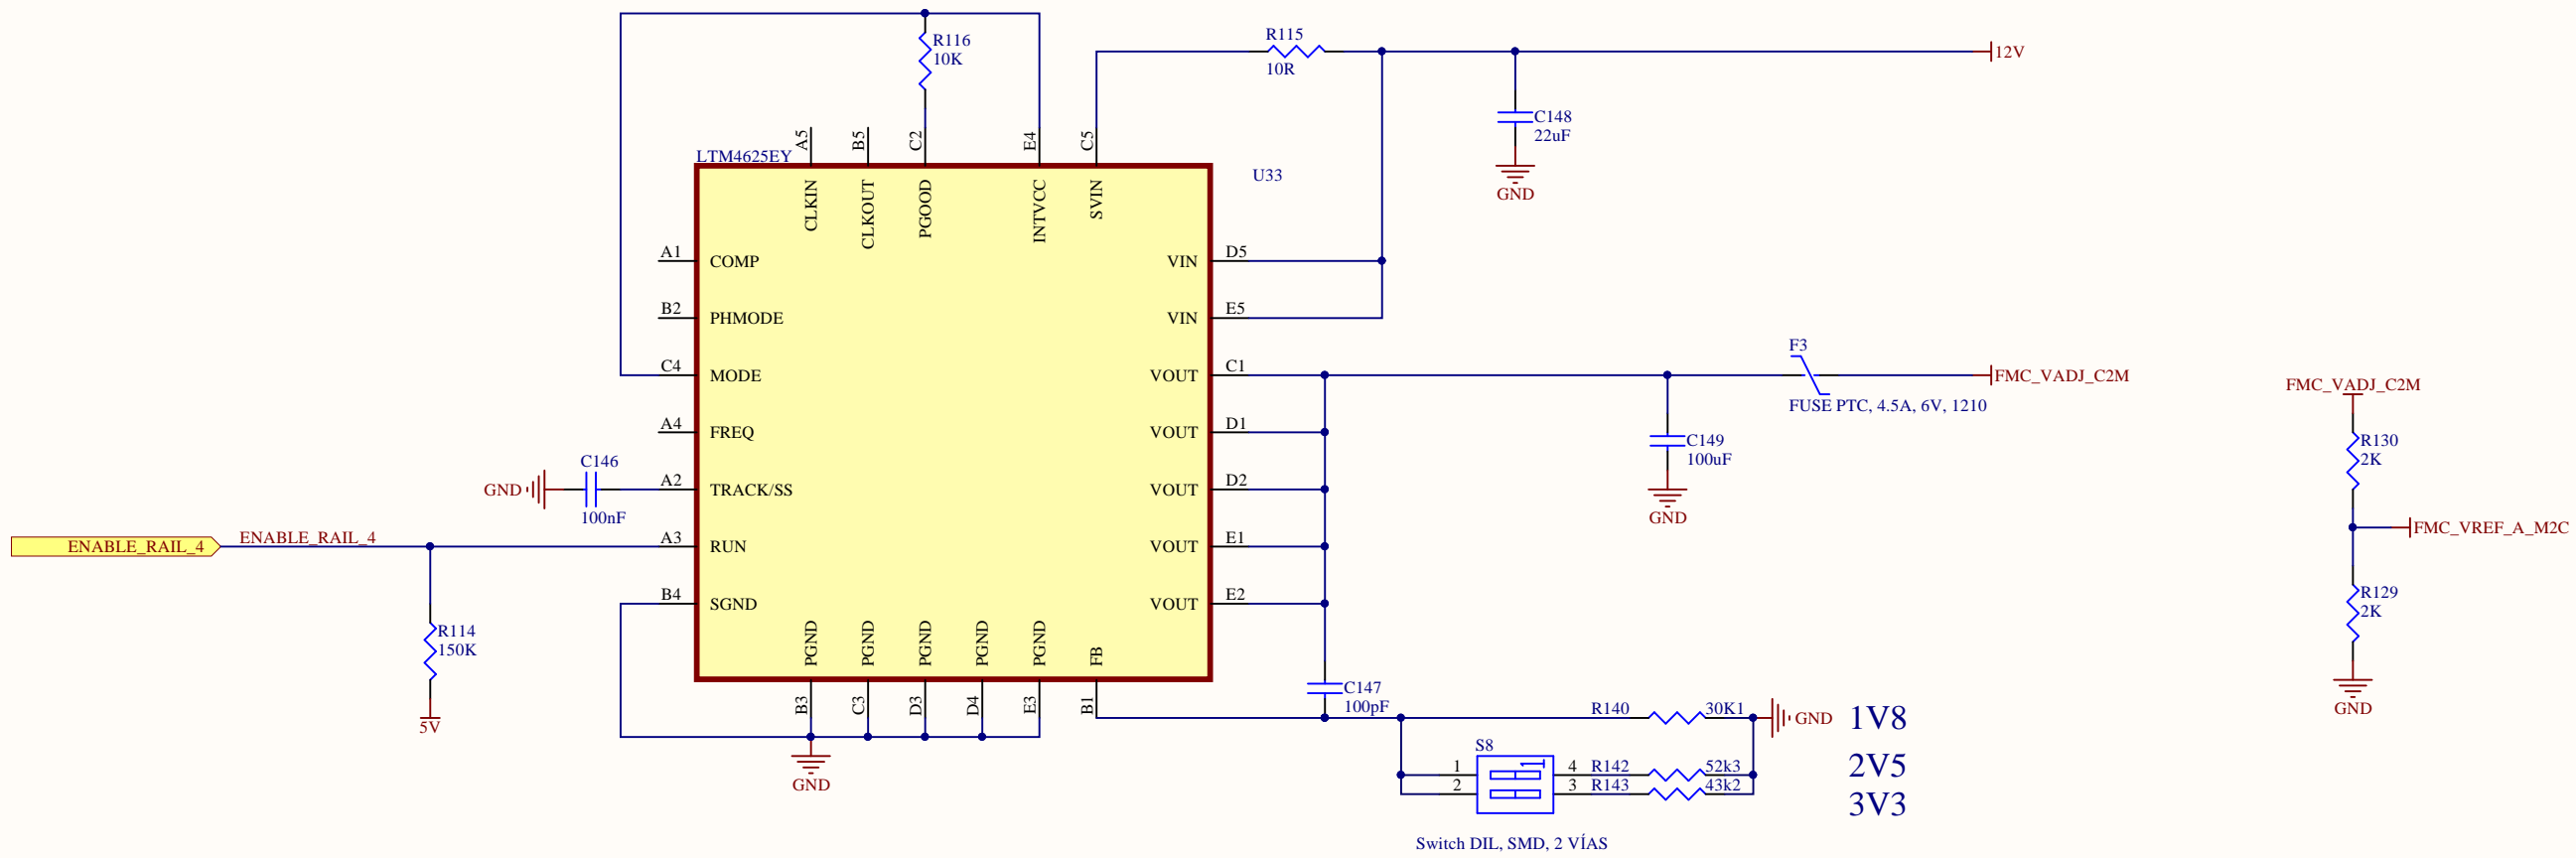 R116
10K
R115
10R
12V
C148
22uF
GND
LTM4625EY
U33
A5
B5
C2
E4
C5
CLKIN
CLKOUT
PGOOD
INTVCC
SVIN
A1
COMP
VIN
D5
B2
PHMODE
VIN
E5
C4
MODE
VOUT
C1
F3
FUSE PTC, 4.5A, 6V, 1210
FMC_VADJ_C2M
A4
FREQ
VOUT
D1
C149
100uF
GND
GND
C146
100nF
A2
TRACK/SS
VOUT
D2
ENABLE_RAIL_4
ENABLE_RAIL_4
A3
RUN
VOUT
E1
B4
SGND
VOUT
E2
R114
150K
5V
PGND
PGND
PGND
PGND
PGND
FB
B3
C3
D3
D4
E3
B1
GND
C147
100pF
R140
30K1
GND
1V8
S8
1
4
R142
52k3
2V5
2
3
R143
43k2
3V3
1
Switch DIL, SMD, 2 VÍAS
FMC_VADJ_C2M
R130
2K
FMC_VREF_A_M2C
R129
2K
GND